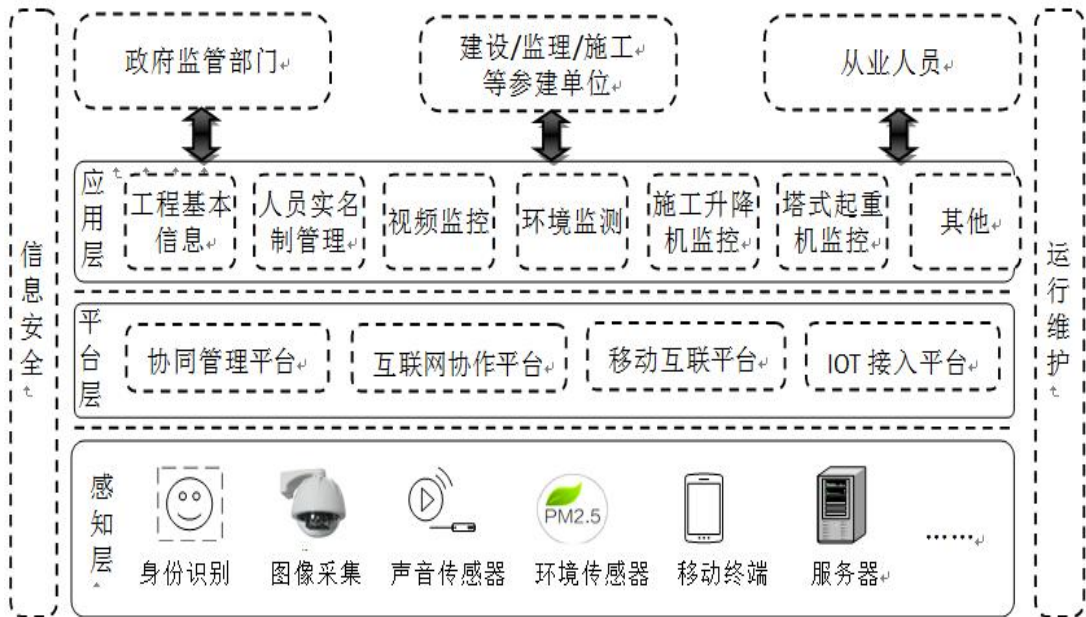 政府监管部门
建设/监理/施工
等参建单位
从业人员
信息安全
应用层
工程基本
信息
人员实名
制管理
视频监控
环境监测
施工升降
机监控
塔式起重
机监控
其他
平台层
协同管理平台
互联网协作平台
移动互联平台
IOT 接入平台
感知层
PM2.5
身份识别
图像采集
声音传感器
环境传感器
移动终端
服务器
……
运行维护